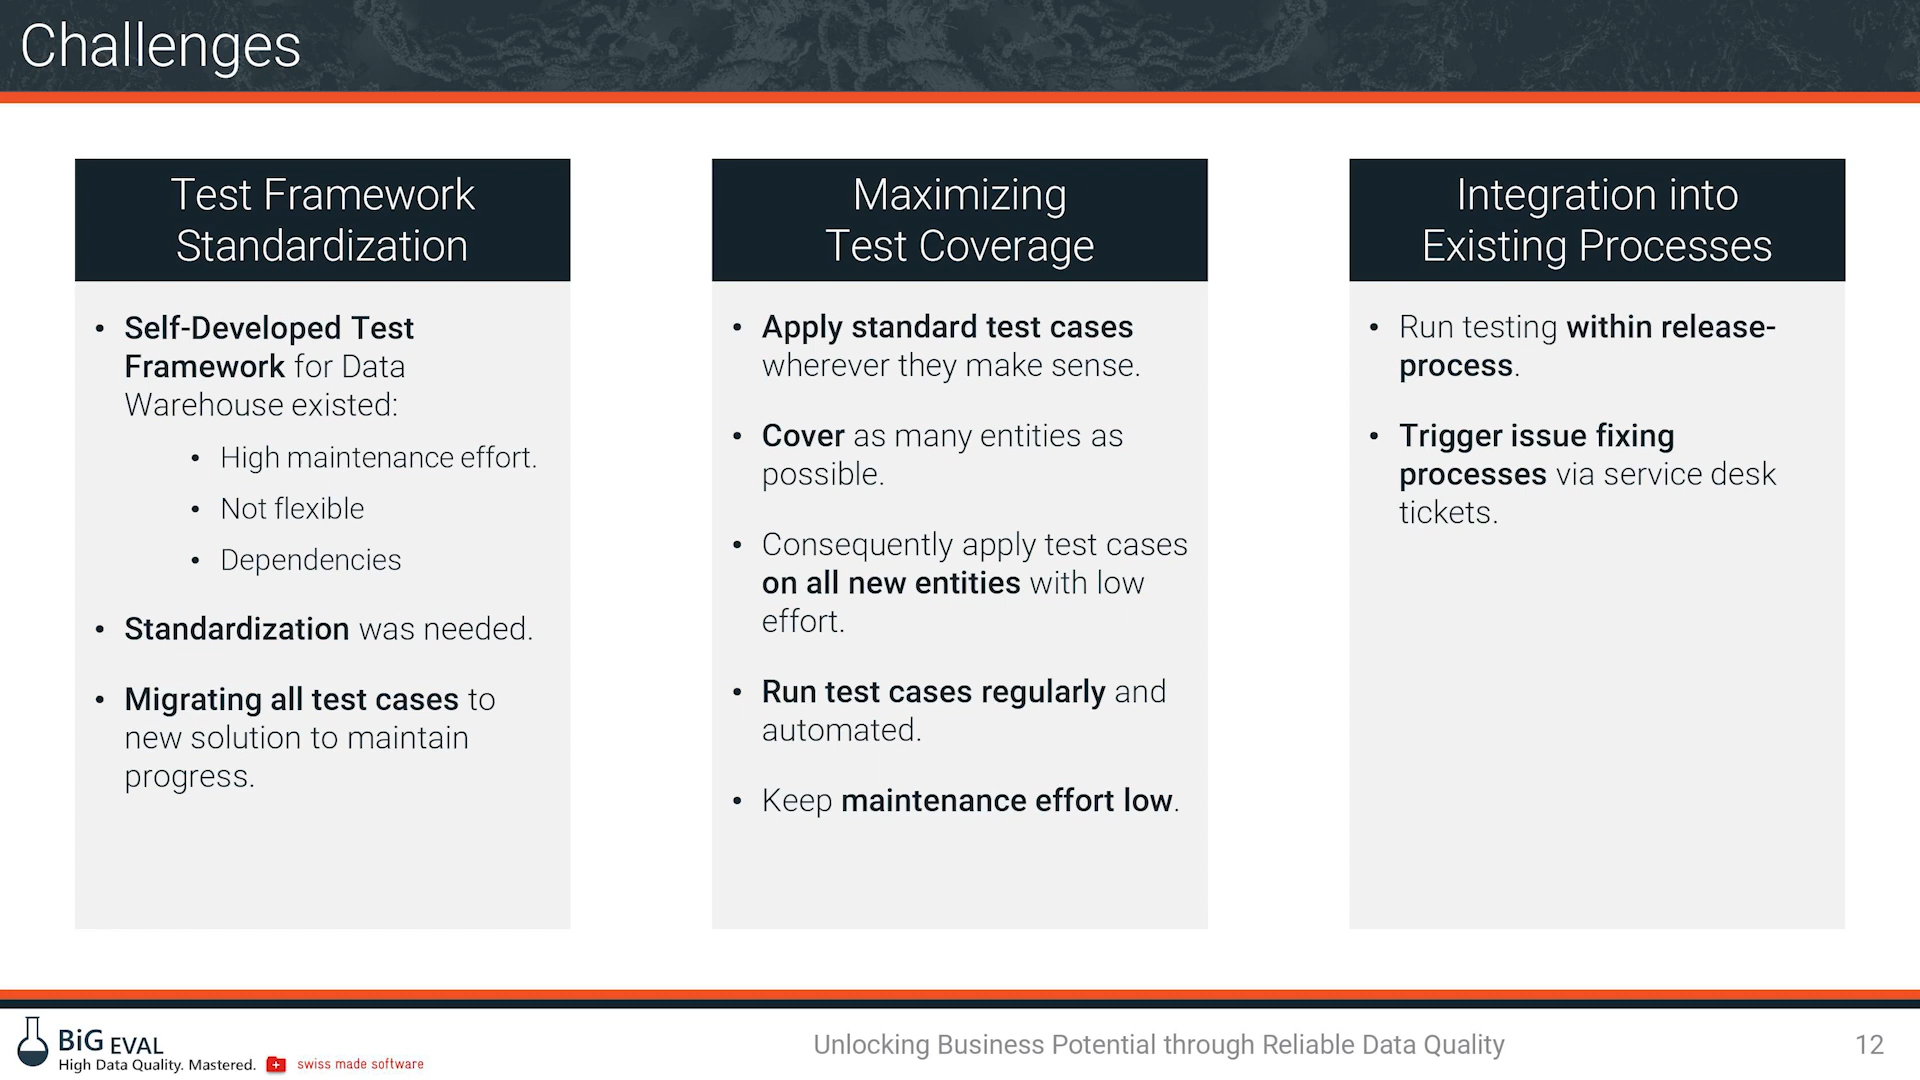 Challenges
Test Framework
Standardization
• Self-Developed Test
Framework for Data
Warehouse existed:
• High maintenance effort.
• Not flexible
• Dependencies
• Standardization was needed.
• Migrating all test cases to
new solution to maintain
progress.
Maximizing
Test Coverage
• Apply standard test cases
wherever they make sense.
• Cover as many entities as
possible.
• Consequently apply test cases
on all new entities with low
effort.
• Run test cases regularly and
automated.
• Keep maintenance effort low.
Integration into
Existing Processes
• Run testing within release-
process.
• Trigger issue fixing
processes via service desk
tickets.
BiG EVAL
High Data Quality. Mastered.
swiss made software
Unlocking Business Potential through Reliable Data Quality
12